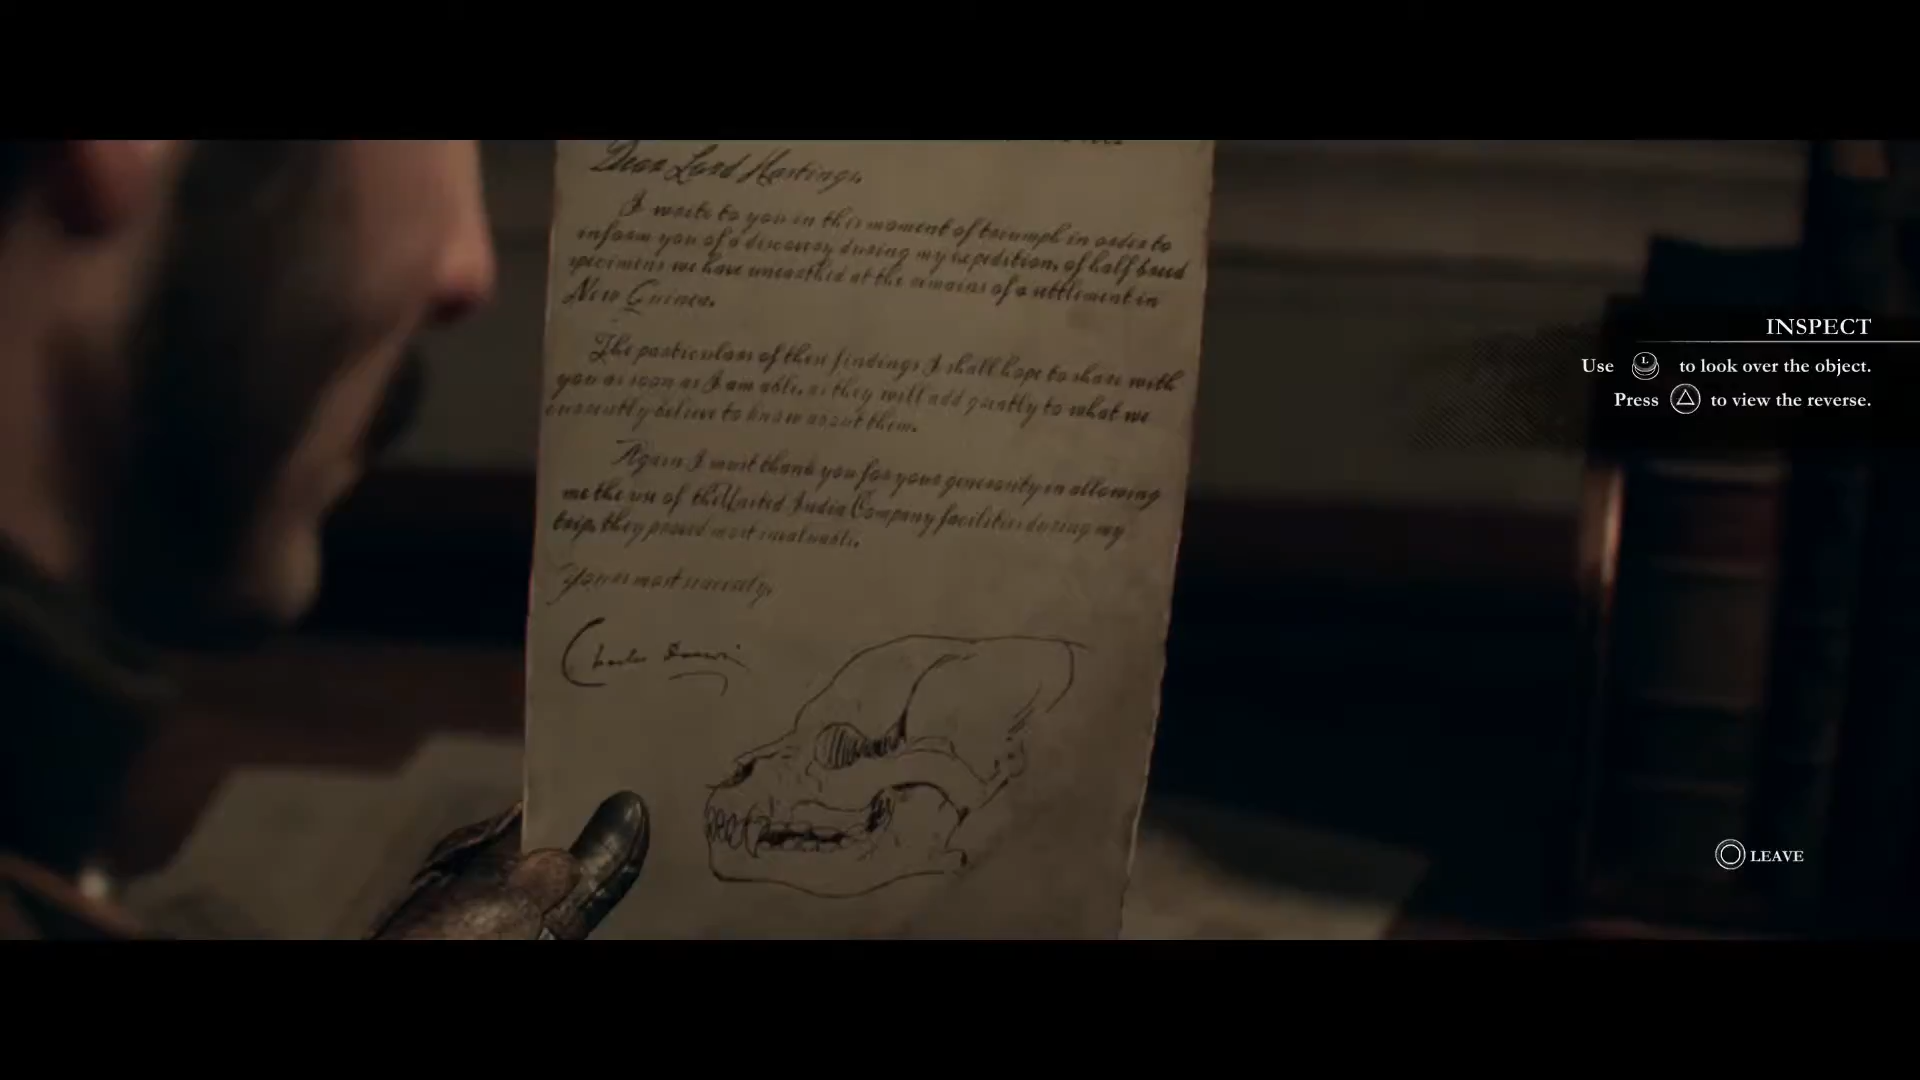 Dear Lord Hastings,
I write to you in this moment of triumph in order to
inform you of a discovery during my expedition, of half breed
specimens we have unearthed at the remains of a settlement in
New Guinea.
The particulars of these findings I shall hope to share with
you as soon as I am able, as they will add greatly to what we
currently believe to know about them.
Again I must thank you for your generosity in allowing
me the use of the United India Company facilities during my
trip, they proved most invaluable.
Yours most sincerely,
Charles Darwin
INSPECT
Use L to look over the object.
Press △ to view the reverse.
LEAVE